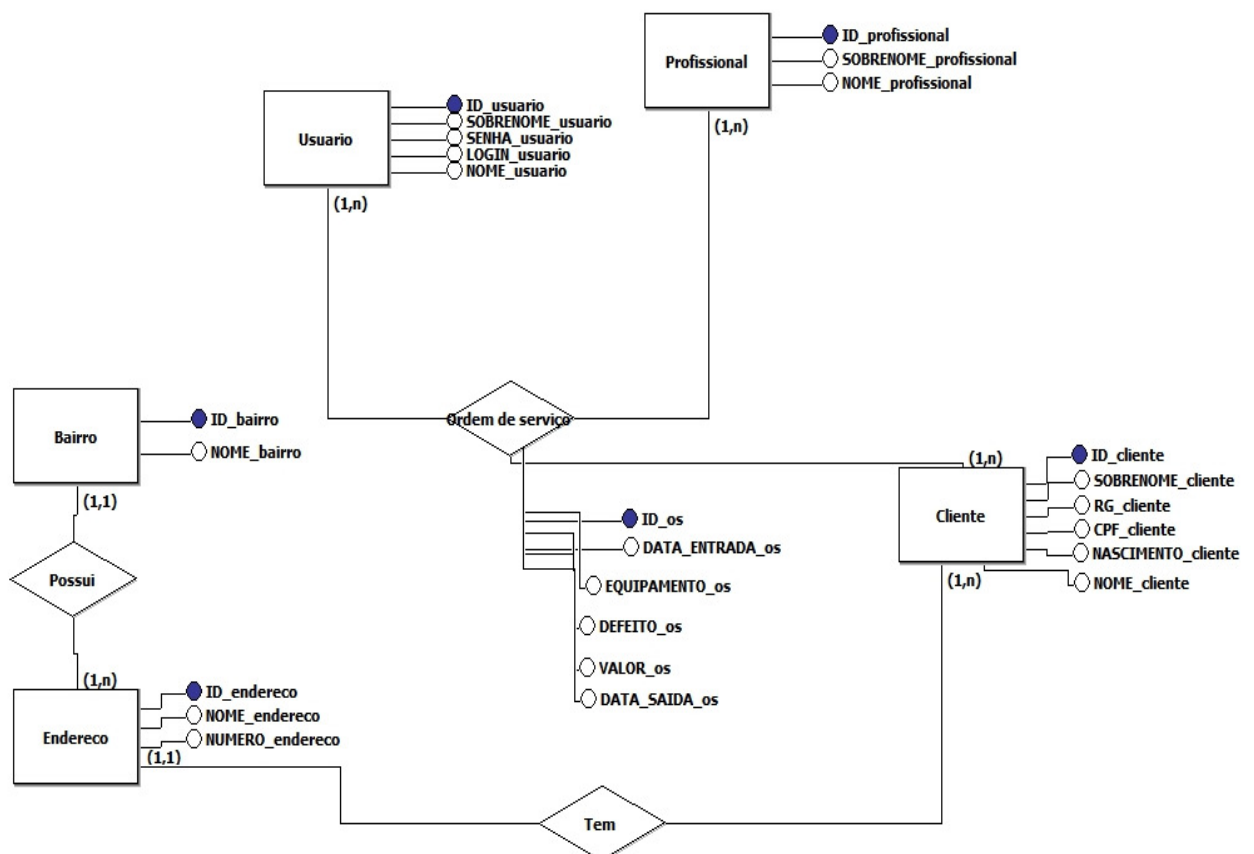 Profissional
ID_profissional
SOBRENOME_profissional
NOME_profissional
(1,n)
Usuario
ID_usuario
SOBRENOME_usuario
SENHA_usuario
LOGIN_usuario
NOME_usuario
(1,n)
Ordem de serviço
Bairro
ID_bairro
NOME_bairro
(1,1)
(1,n)
Cliente
ID_cliente
SOBRENOME_cliente
RG_cliente
CPF_cliente
NASCIMENTO_cliente
NOME_cliente
(1,n)
ID_os
DATA_ENTRADA_os
EQUIPAMENTO_os
DEFEITO_os
VALOR_os
DATA_SAIDA_os
Possui
(1,n)
Endereco
ID_endereco
NOME_endereco
NUMERO_endereco
(1,1)
Tem